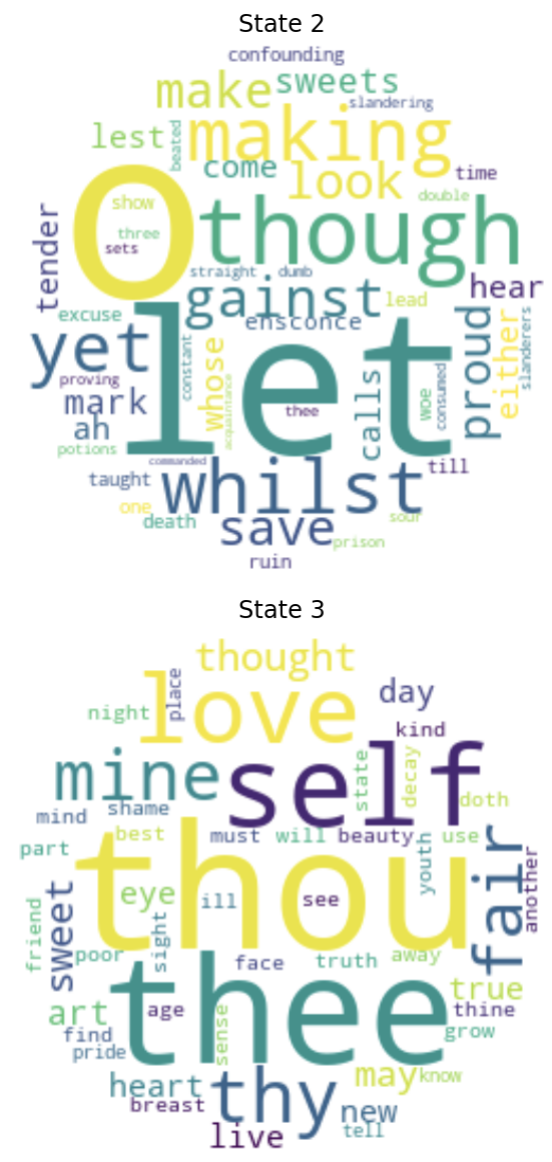 State 2
confounding
make sweets
slandering
lest beated making
come look time
show double
O though
three
sets
tender
straight dumb
gainst lead hear
excuse ensconce
yet let
constant whose
proud either slanderers
proving thee
mark acquaintance calls woe consumed
ah
potions
commanded till
taught whilst
one sour
death save prison
ruin
State 3
thought
love place day
night kind
mine self state decay
mind shame doth
best must will beauty use
part thou youth fair another
eye ill see
friend sweet sight
poor face truth away
thee true
art age thine
find sense grow
pride
heart thy may know
breast new
live tell